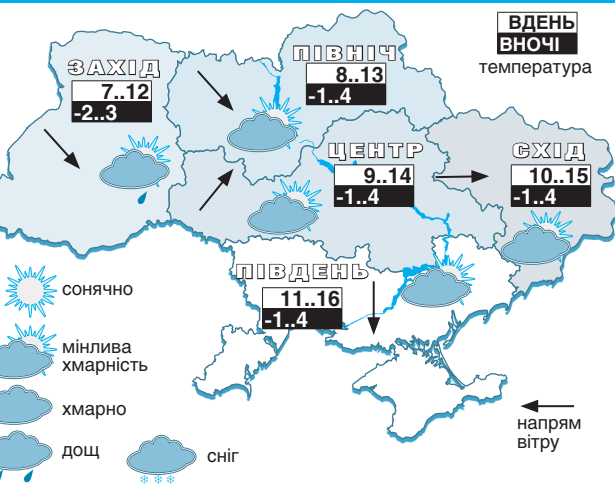 ВДЕНЬ
ВНОЧІ
температура
ПІВНІЧ
8..13
-1..4
ЗАХІД
7..12
-2..3
ЦЕНТР
9..14
-1..4
СХІД
10..15
-1..4
ПІВДЕНЬ
11..16
-1..4
сонячно
мінлива
хмарність
хмарно
дощ
сніг
напрям
вітру